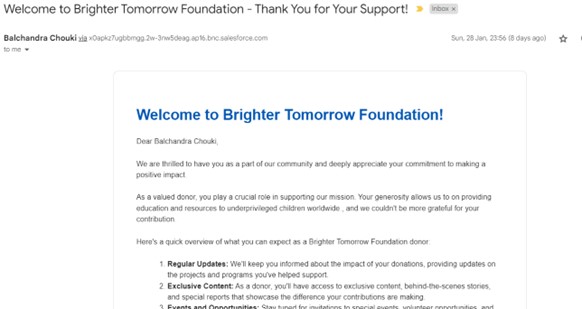 Welcome to Brighter Tomorrow Foundation - Thank You for Your Support! Inbox ×
Balchandra Chouki via x0apkz7ugbbmgg.2w-3nw5deag.ap16.bnc.salesforce.com Sun, 28 Jan, 23:56 (8 days ago)
to me
Welcome to Brighter Tomorrow Foundation!
Dear Balchandra Chouki,
We are thrilled to have you as a part of our community and deeply appreciate your commitment to making a
positive impact
As a valued donor, you play a crucial role in supporting our mission. Your generosity allows us to on providing
education and resources to underprivileged children worldwide , and we couldn't be more grateful for your
contribution
Here's a quick overview of what you can expect as a Brighter Tomorrow Foundation donor.
1. Regular Updates: We'll keep you informed about the impact of your donations, providing updates on
the projects and programs you've helped support.
2. Exclusive Content: As a donor, you'll have access to exclusive content, behind-the-scenes stories,
and special reports that showcase the difference your contributions are making.
3. Events and Opportunities: Stay tuned for invitations to special events, volunteer opportunities, and